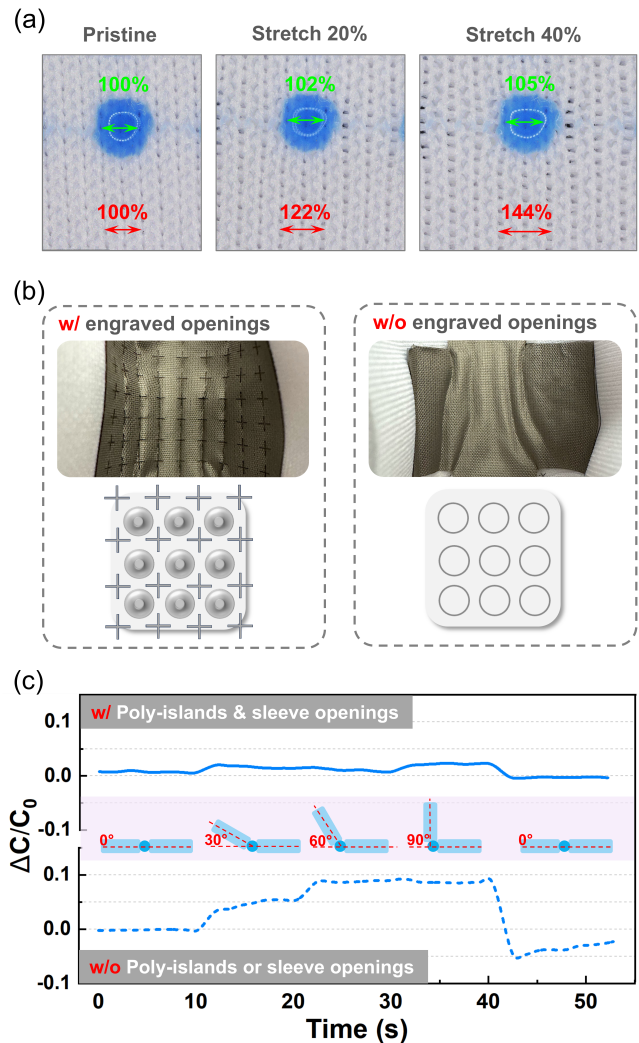 (a)
Pristine
Stretch 20%
Stretch 40%
100%
102%
105%
100%
122%
144%
(b)
w/ engraved openings
w/o engraved openings
(c)
w/ Poly-islands & sleeve openings
0.1
0.0
-0.1
0°
30°
60°
90°
0°
0.1
0.0
-0.1
ΔC/C₀
w/o Poly-islands or sleeve openings
0
10
20
30
40
50
Time (s)